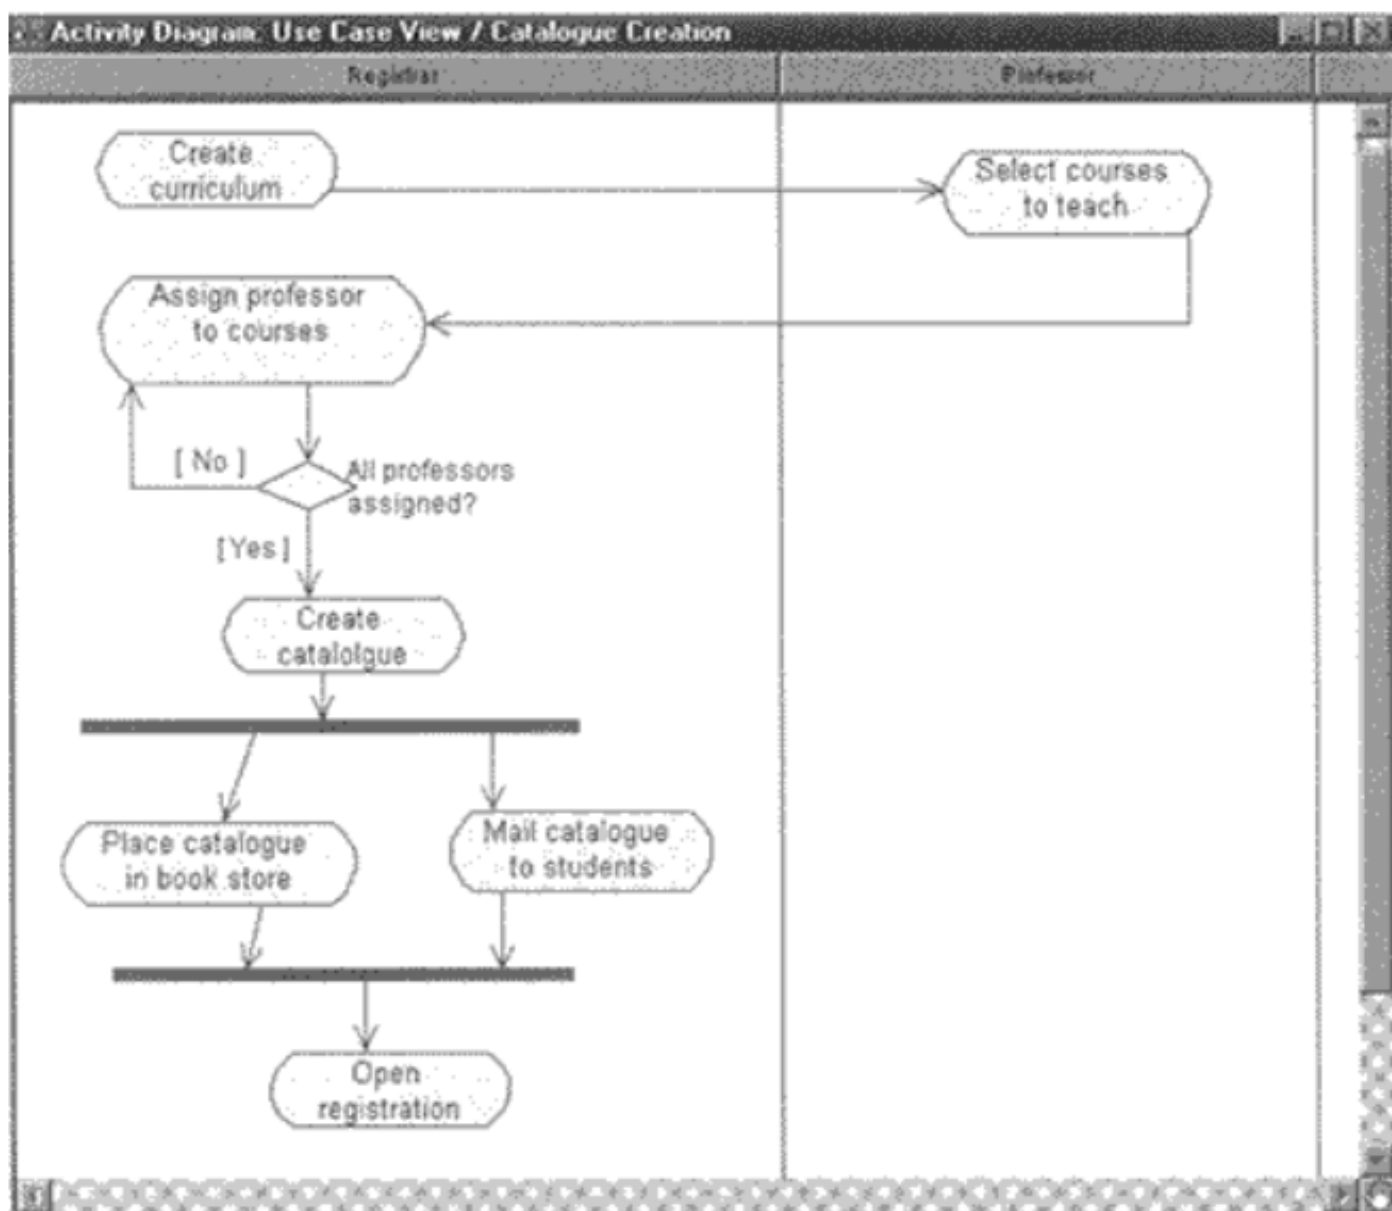 Activity Diagram: Use Case View / Catalogue Creation
Registrar
Professor
Create
curriculum
Select courses
to teach
Assign professor
to courses
[ No ]
All professors
assigned?
[Yes]
Create
catalolgue
Place catalogue
in book store
Mail catalogue
to students
Open
registration